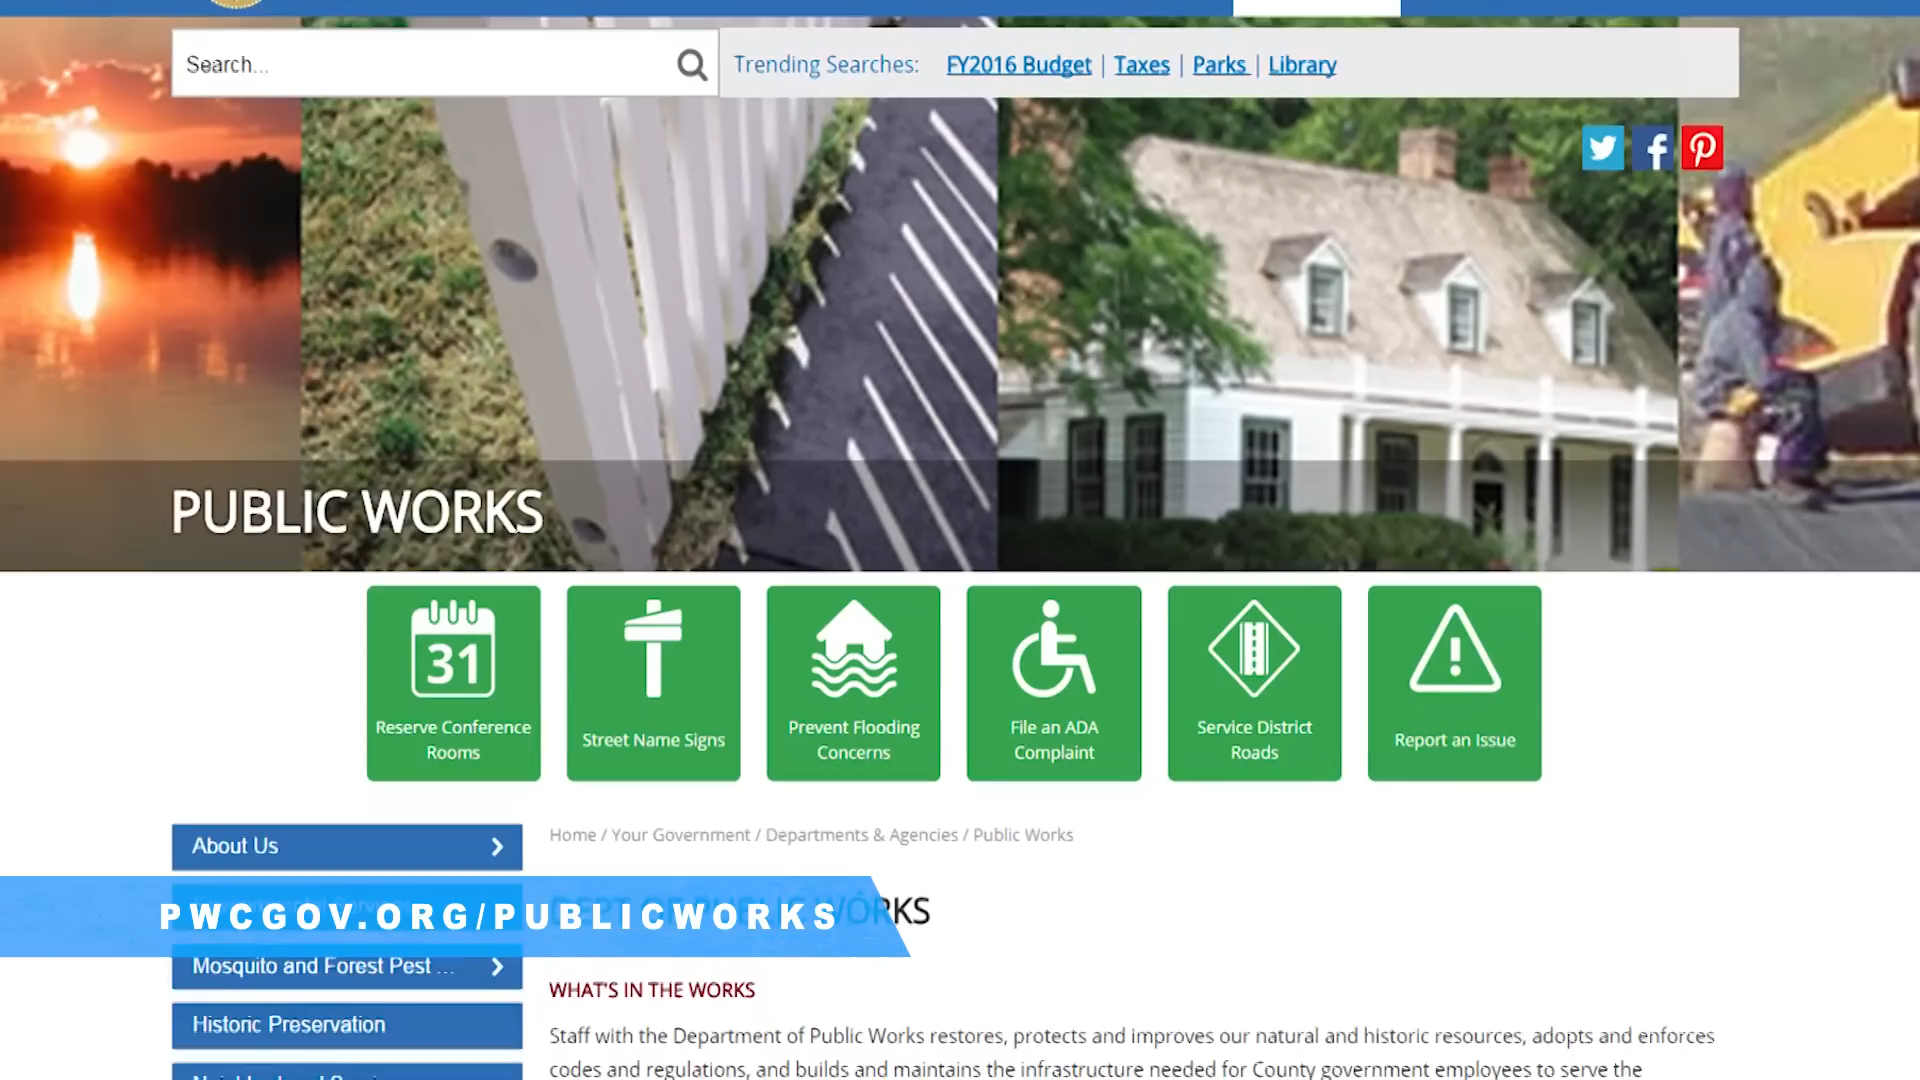 Search...
Trending Searches: FY2016 Budget | Taxes | Parks | Library
PUBLIC WORKS
31
Reserve Conference
Rooms
Street Name Signs
Prevent Flooding
Concerns
File an ADA
Complaint
Service District
Roads
Report an Issue
About Us
Home / Your Government / Departments & Agencies / Public Works
PWCGOV.ORG/PUBLICWORKS
DEPT OF PUBLIC WORKS
Mosquito and Forest Pest ...
WHAT'S IN THE WORKS
Historic Preservation
Staff with the Department of Public Works restores, protects and improves our natural and historic resources, adopts and enforces
codes and regulations, and builds and maintains the infrastructure needed for County government employees to serve the